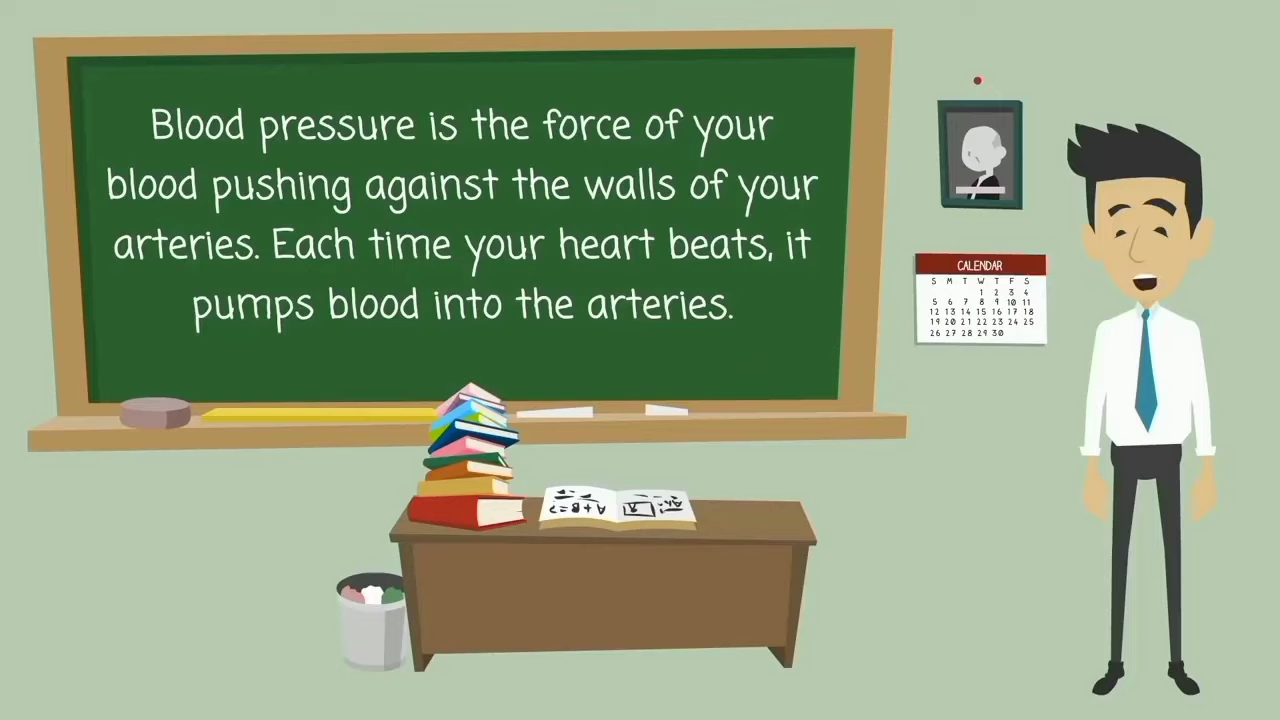 Blood pressure is the force of your
blood pushing against the walls of your
arteries. Each time your heart beats, it
pumps blood into the arteries.
CALENDAR
S M T W T F S
1 2 3 4
5 6 7 8 9 10 11
12 13 14 15 16 17 18
19 20 21 22 23 24 25
26 27 28 29 30
A+B=?